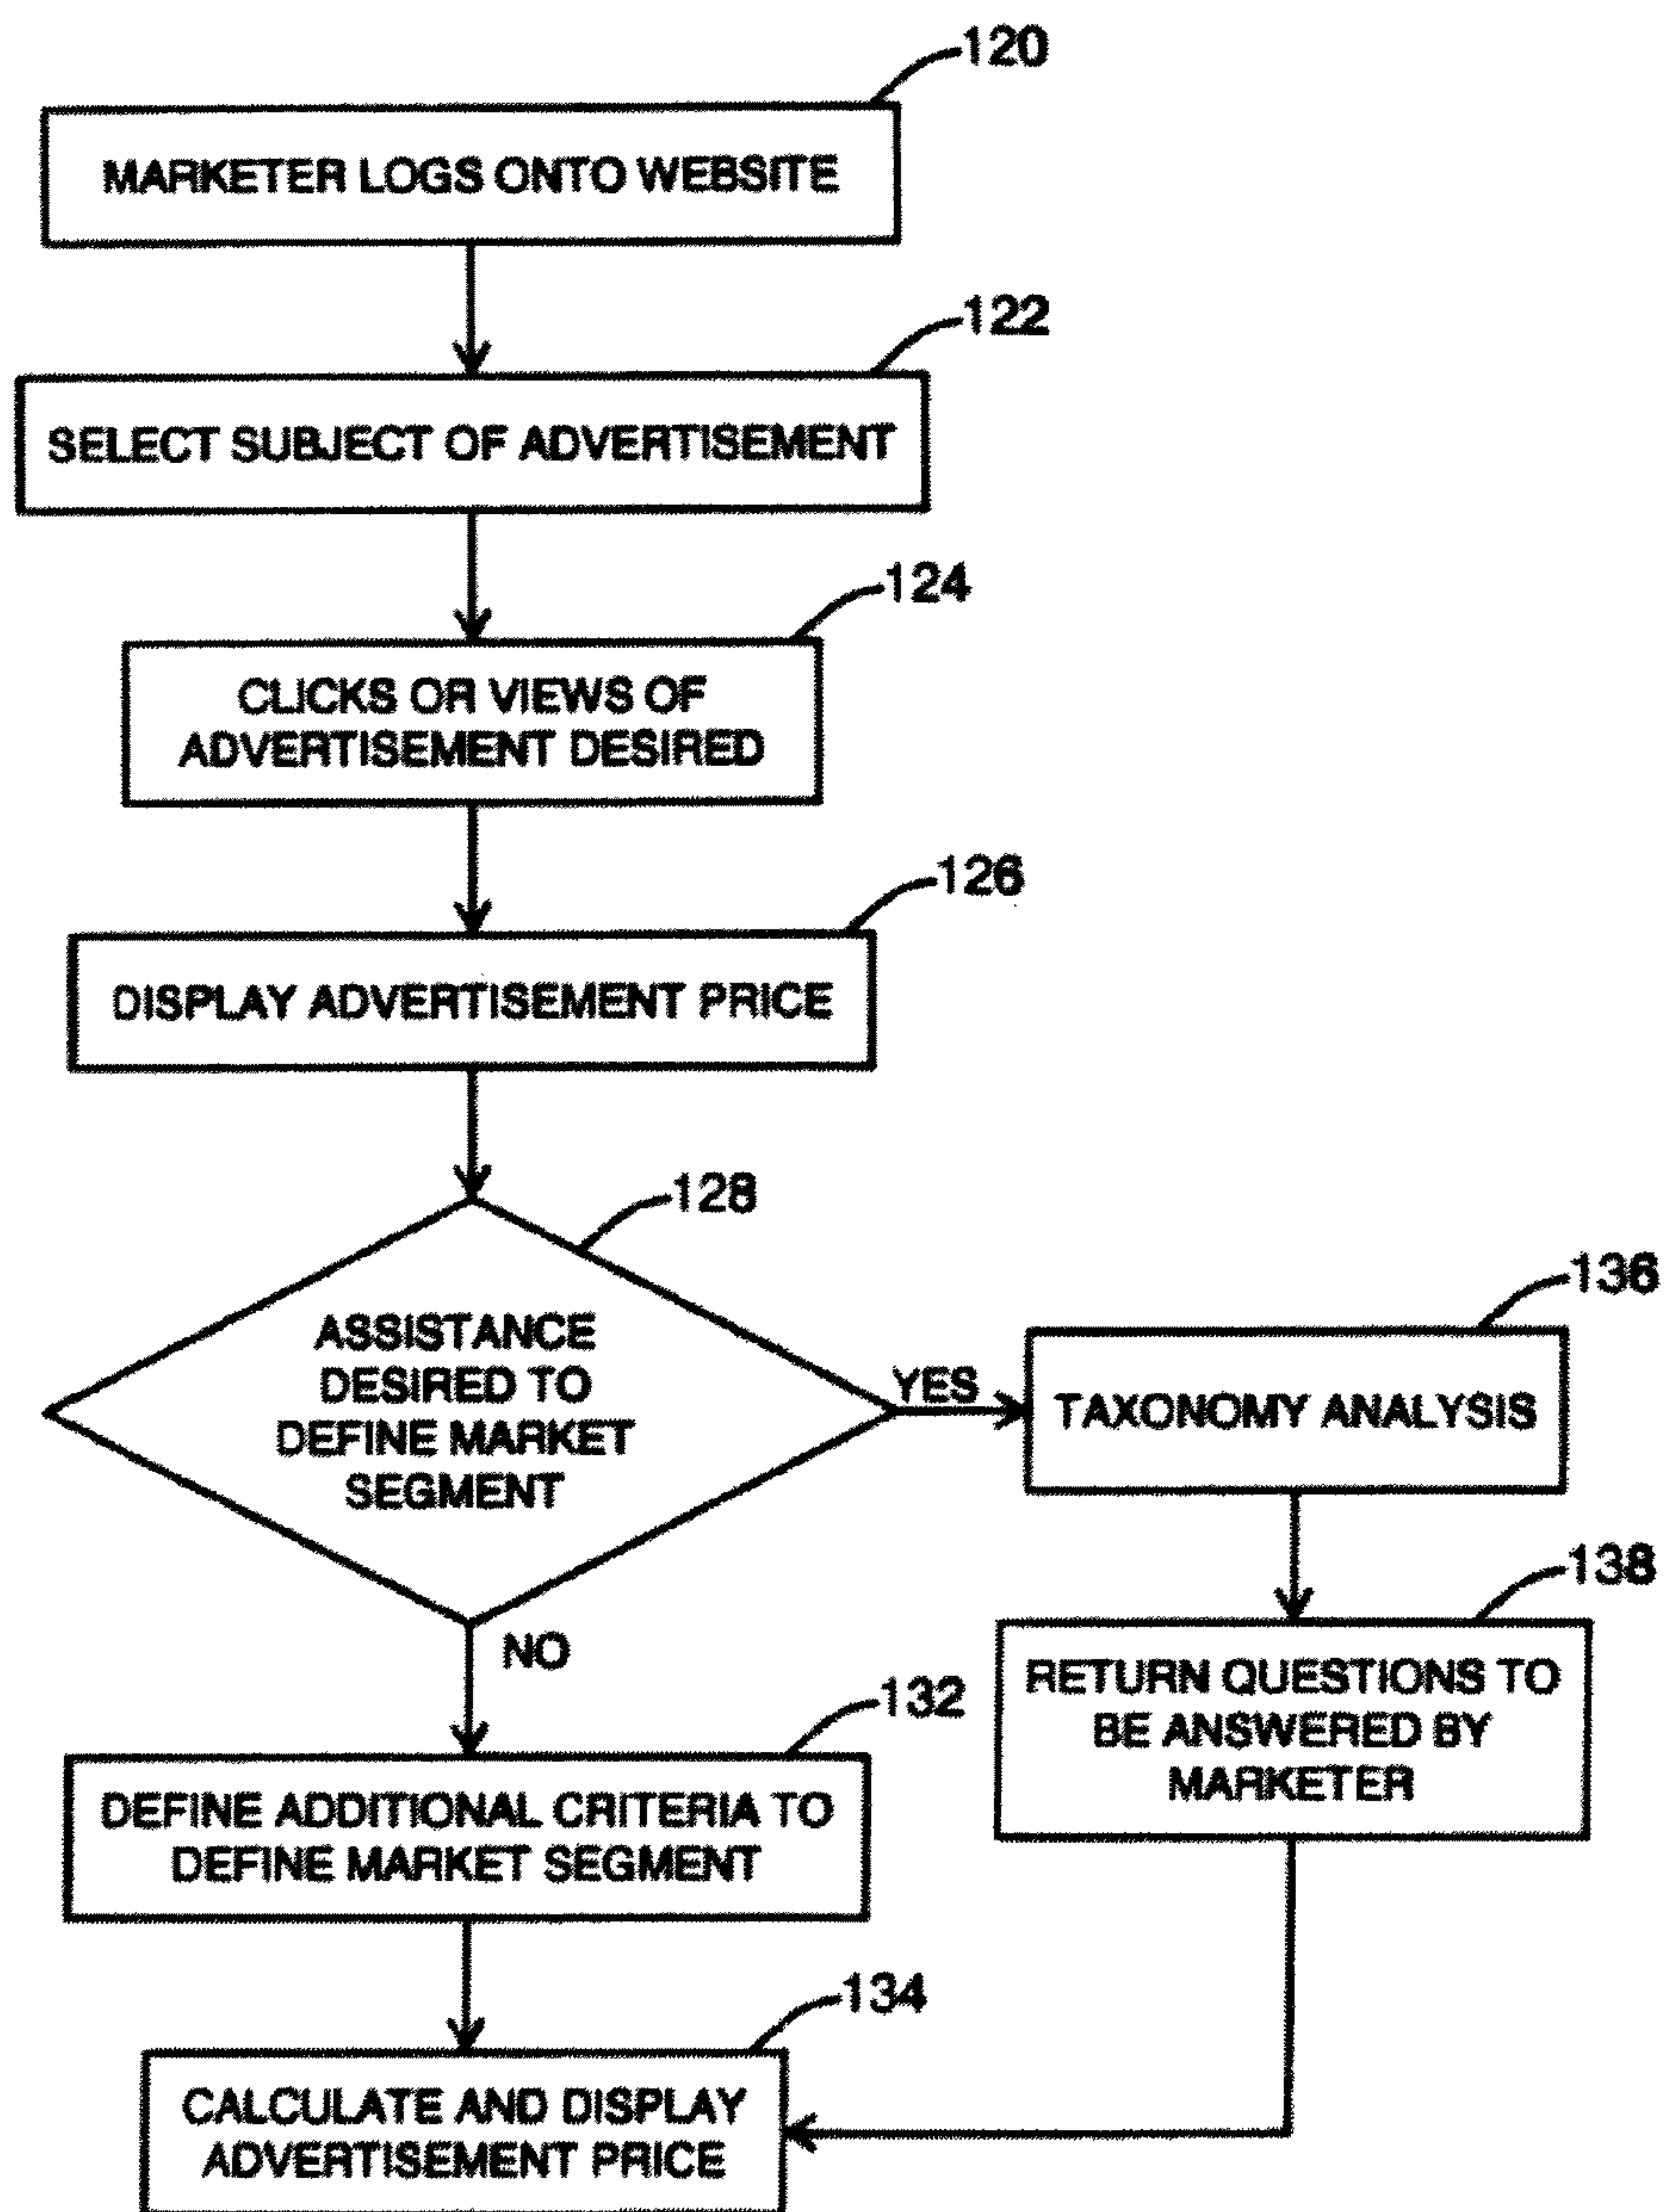 120
MARKETER LOGS ONTO WEBSITE
122
SELECT SUBJECT OF ADVERTISEMENT
124
CLICKS OR VIEWS OF
ADVERTISEMENT DESIRED
126
DISPLAY ADVERTISEMENT PRICE
128
ASSISTANCE
DESIRED TO
DEFINE MARKET
SEGMENT
YES
136
TAXONOMY ANALYSIS
138
RETURN QUESTIONS TO
BE ANSWERED BY
MARKETER
NO
132
DEFINE ADDITIONAL CRITERIA TO
DEFINE MARKET SEGMENT
134
CALCULATE AND DISPLAY
ADVERTISEMENT PRICE